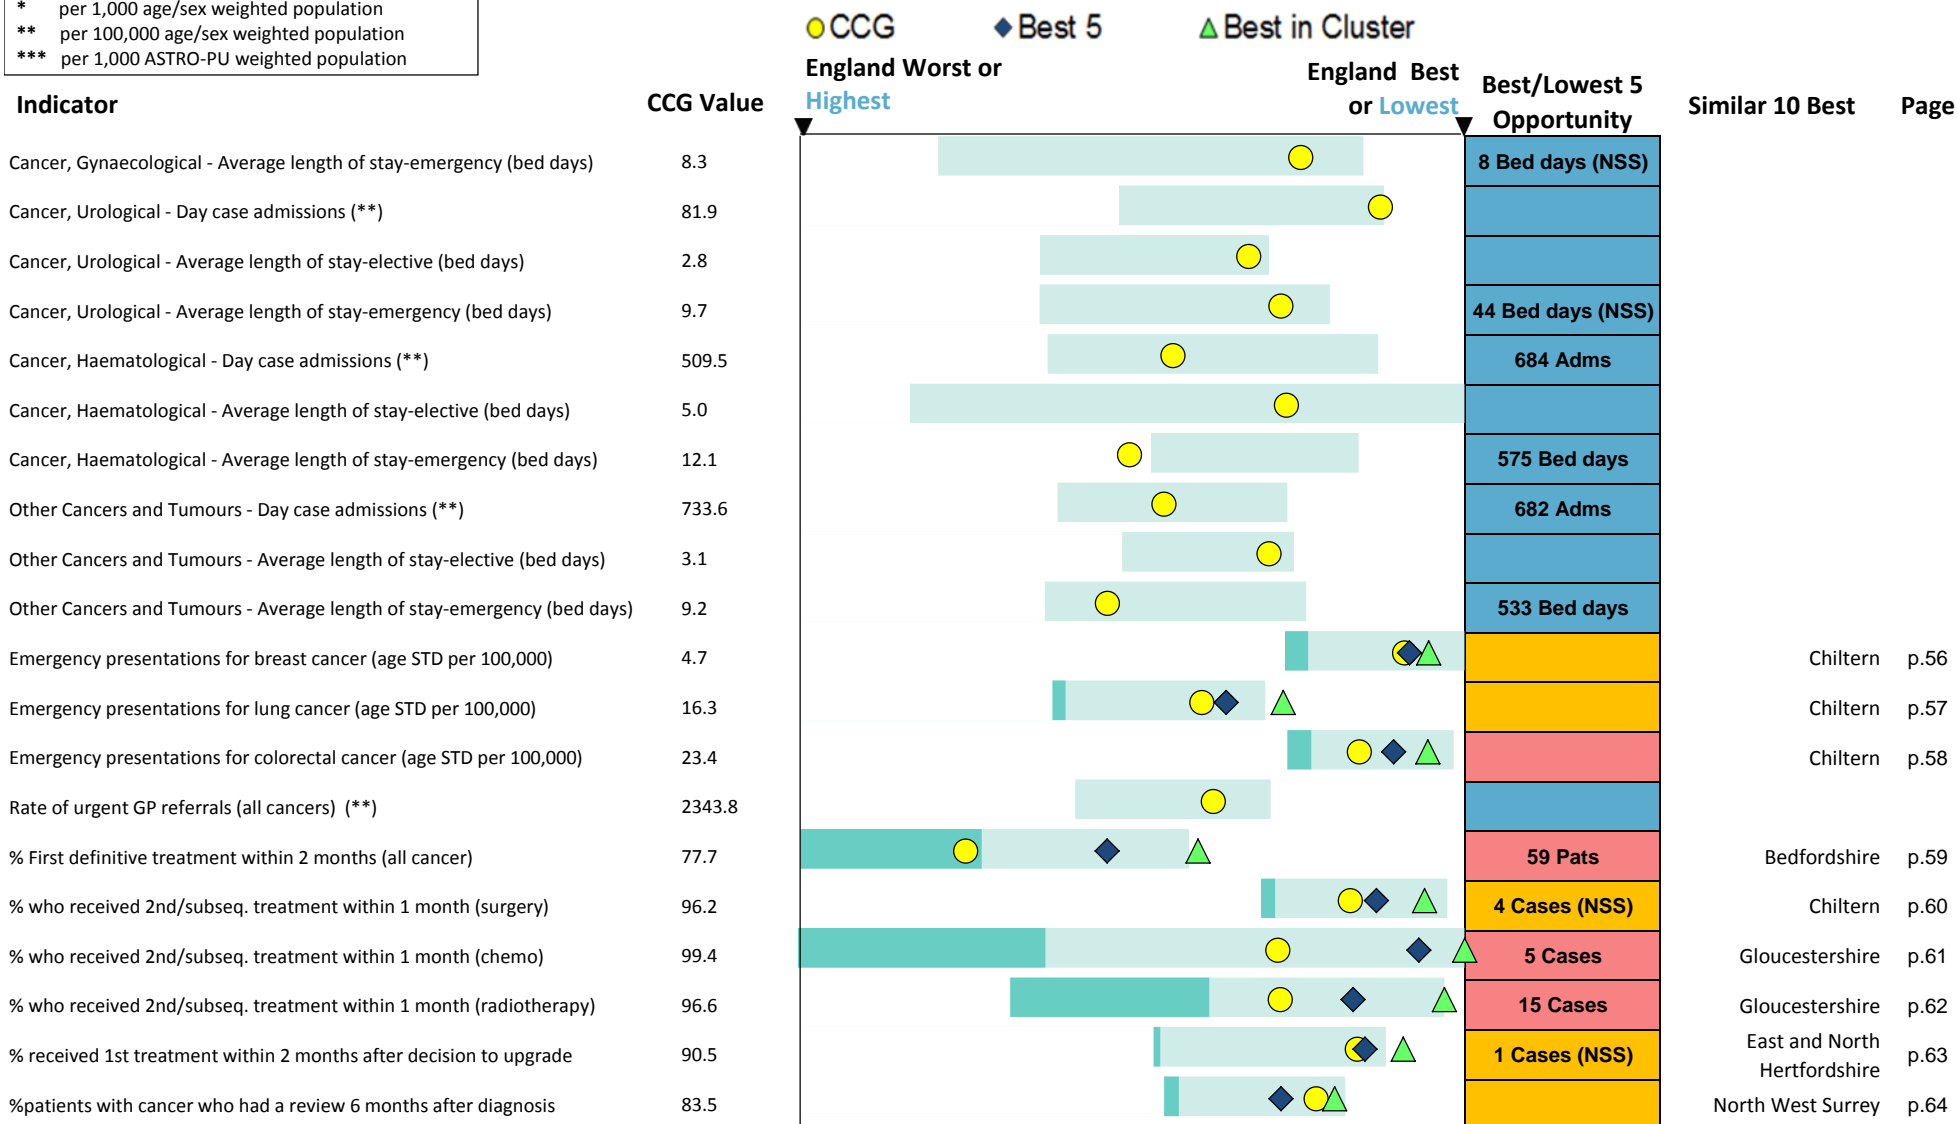 * per 1,000 age/sex weighted population
** per 100,000 age/sex weighted population
*** per 1,000 ASTRO-PU weighted population
CCG Best 5 Best in Cluster
Indicator CCG Value England Worst or Highest England Best or Lowest Best/Lowest 5 Opportunity Similar 10 Best Page
Cancer, Gynaecological - Average length of stay-emergency (bed days) 8.3 8 Bed days (NSS)
Cancer, Urological - Day case admissions (**) 81.9
Cancer, Urological - Average length of stay-elective (bed days) 2.8
Cancer, Urological - Average length of stay-emergency (bed days) 9.7 44 Bed days (NSS)
Cancer, Haematological - Day case admissions (**) 509.5 684 Adms
Cancer, Haematological - Average length of stay-elective (bed days) 5.0
Cancer, Haematological - Average length of stay-emergency (bed days) 12.1 575 Bed days
Other Cancers and Tumours - Day case admissions (**) 733.6 682 Adms
Other Cancers and Tumours - Average length of stay-elective (bed days) 3.1
Other Cancers and Tumours - Average length of stay-emergency (bed days) 9.2 533 Bed days
Emergency presentations for breast cancer (age STD per 100,000) 4.7 Chiltern p.56
Emergency presentations for lung cancer (age STD per 100,000) 16.3 Chiltern p.57
Emergency presentations for colorectal cancer (age STD per 100,000) 23.4 Chiltern p.58
Rate of urgent GP referrals (all cancers) (**) 2343.8
% First definitive treatment within 2 months (all cancer) 77.7 59 Pats Bedfordshire p.59
% who received 2nd/subseq. treatment within 1 month (surgery) 96.2 4 Cases (NSS) Chiltern p.60
% who received 2nd/subseq. treatment within 1 month (chemo) 99.4 5 Cases Gloucestershire p.61
% who received 2nd/subseq. treatment within 1 month (radiotherapy) 96.6 15 Cases Gloucestershire p.62
% received 1st treatment within 2 months after decision to upgrade 90.5 1 Cases (NSS) East and North Hertfordshire p.63
%patients with cancer who had a review 6 months after diagnosis 83.5 North West Surrey p.64